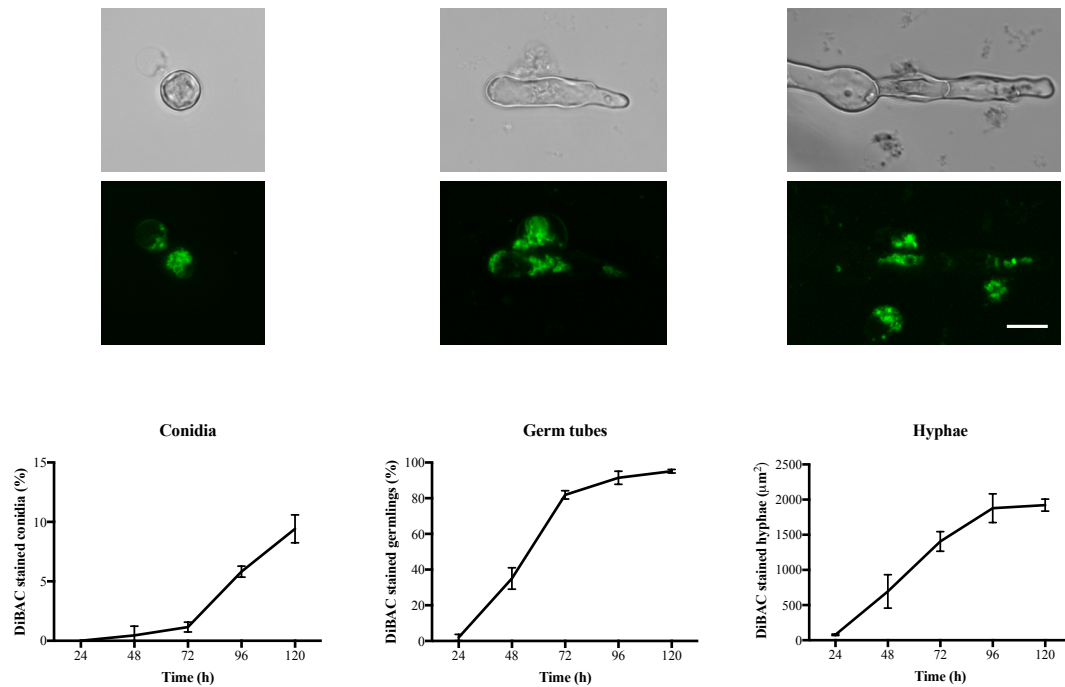 Conidia
DiBAC stained conidia (%)
15
10
5
0
24 48 72 96 120
Time (h)
Germ tubes
DiBAC stained germlings (%)
100
80
60
40
20
0
24 48 72 96 120
Time (h)
Hyphae
DiBAC stained hyphae (µm²)
2500
2000
1500
1000
500
0
24 48 72 96 120
Time (h)